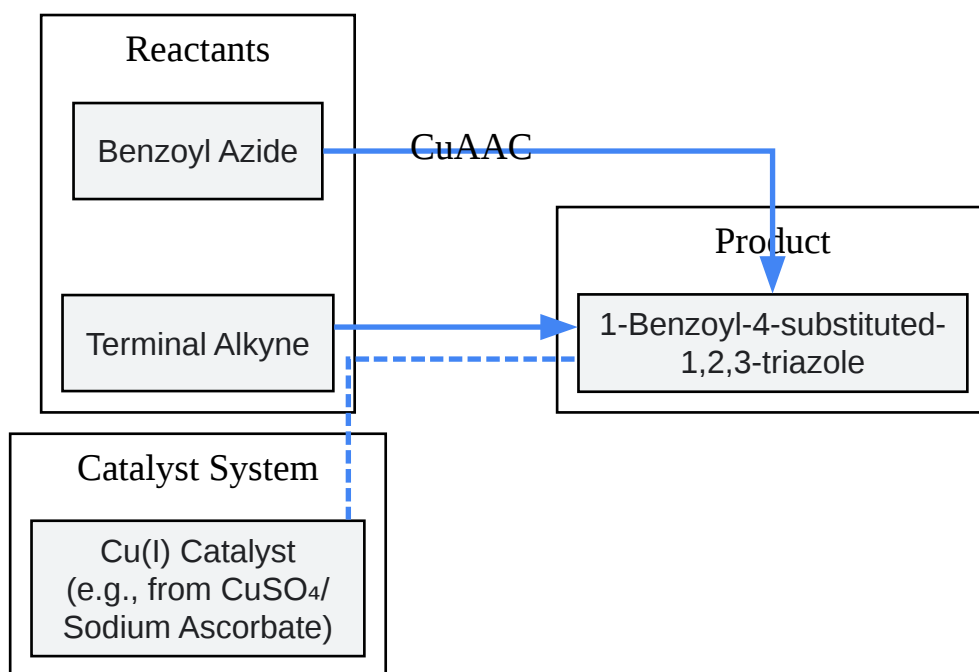 Reactants
Benzoyl Azide
CuAAC
Product
Terminal Alkyne
1-Benzoyl-4-substituted-
1,2,3-triazole
Catalyst System
Cu(I) Catalyst
(e.g., from CuSO₄/
Sodium Ascorbate)